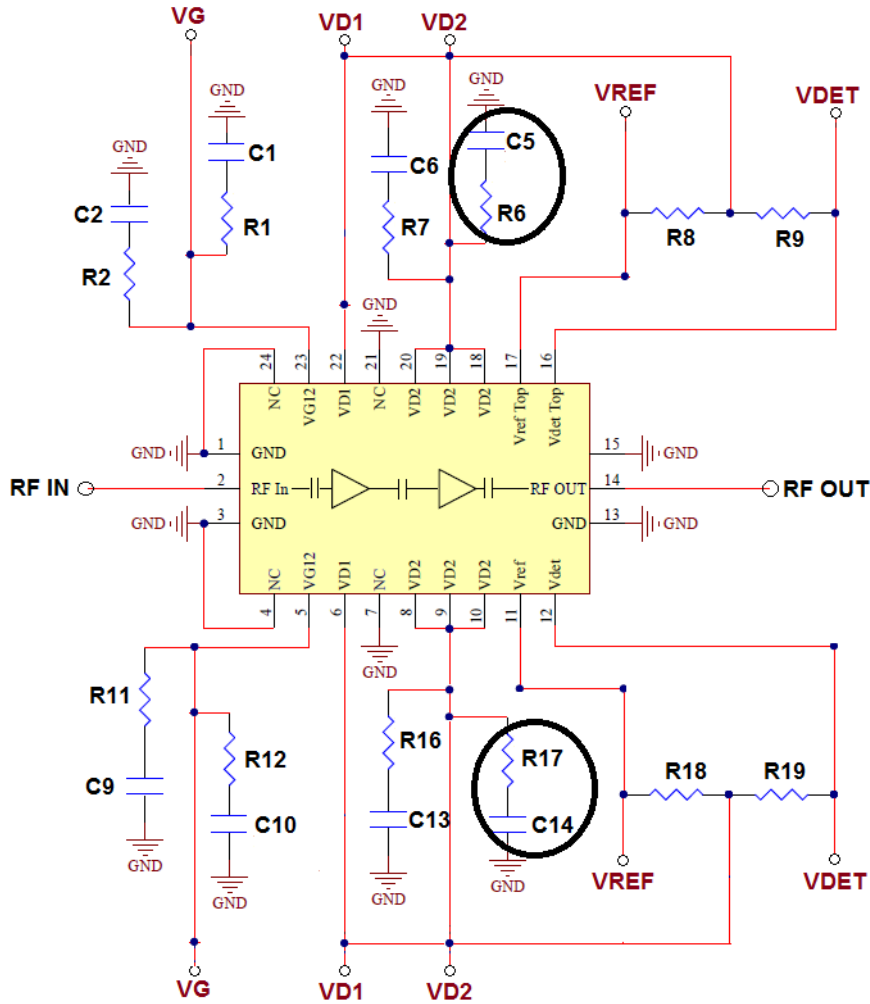 VG
VD1
VD2
GND
GND
GND
GND
VREF
VDET
C1
C5
C6
C2
R1
R6
R7
R2
R8
R9
GND
24
23
22
21
20
19
18
17
16
NC
VG12
VD1
NC
VD2
VD2
VD2
Vref Top
Vdet Top
GND
1
GND
15
GND
RF IN
2
RF In
RF OUT
14
RF OUT
GND
3
GND
GND
13
GND
NC
VG12
VD1
NC
VD2
VD2
VD2
Vref
Vdet
4
5
6
7
8
9
10
11
12
GND
R11
R12
R16
R17
R18
R19
C9
C10
C13
C14
GND
GND
GND
GND
VREF
VDET
VG
VD1
VD2